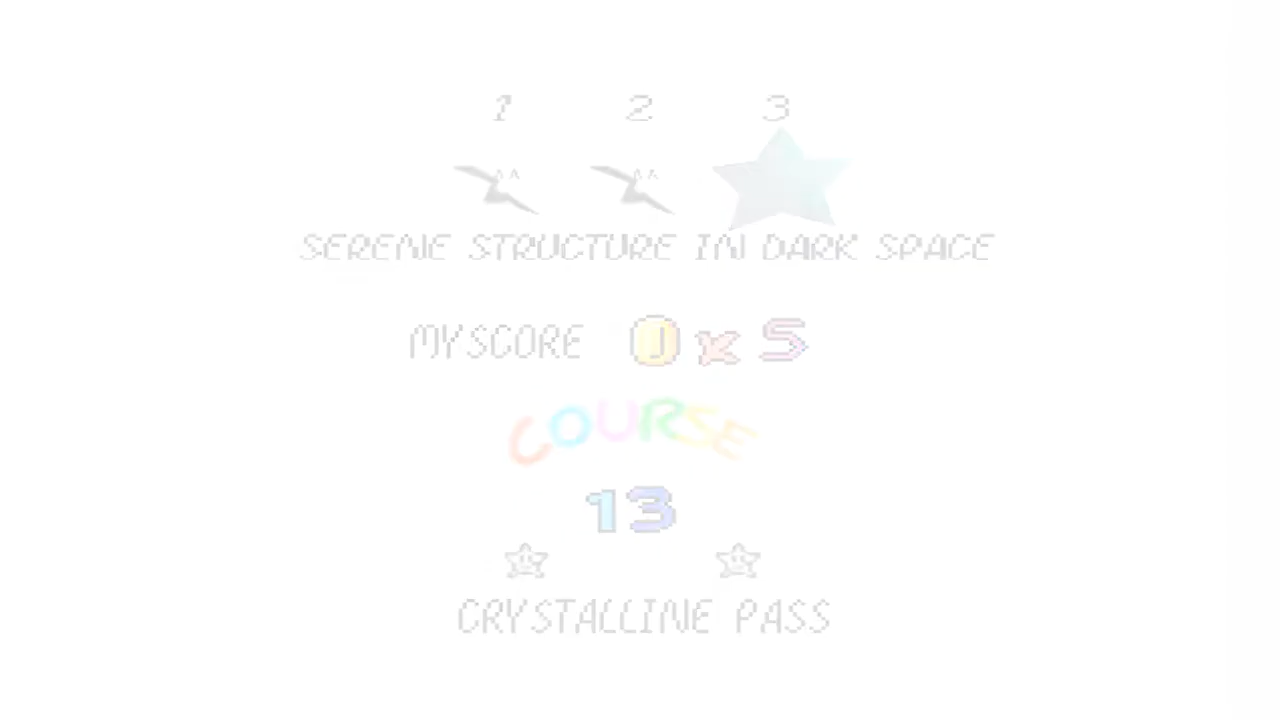 1 2 3
SERENE STRUCTURE IN DARK SPACE
MYSCORE × 5
COURSE
13
CRYSTALLINE PASS